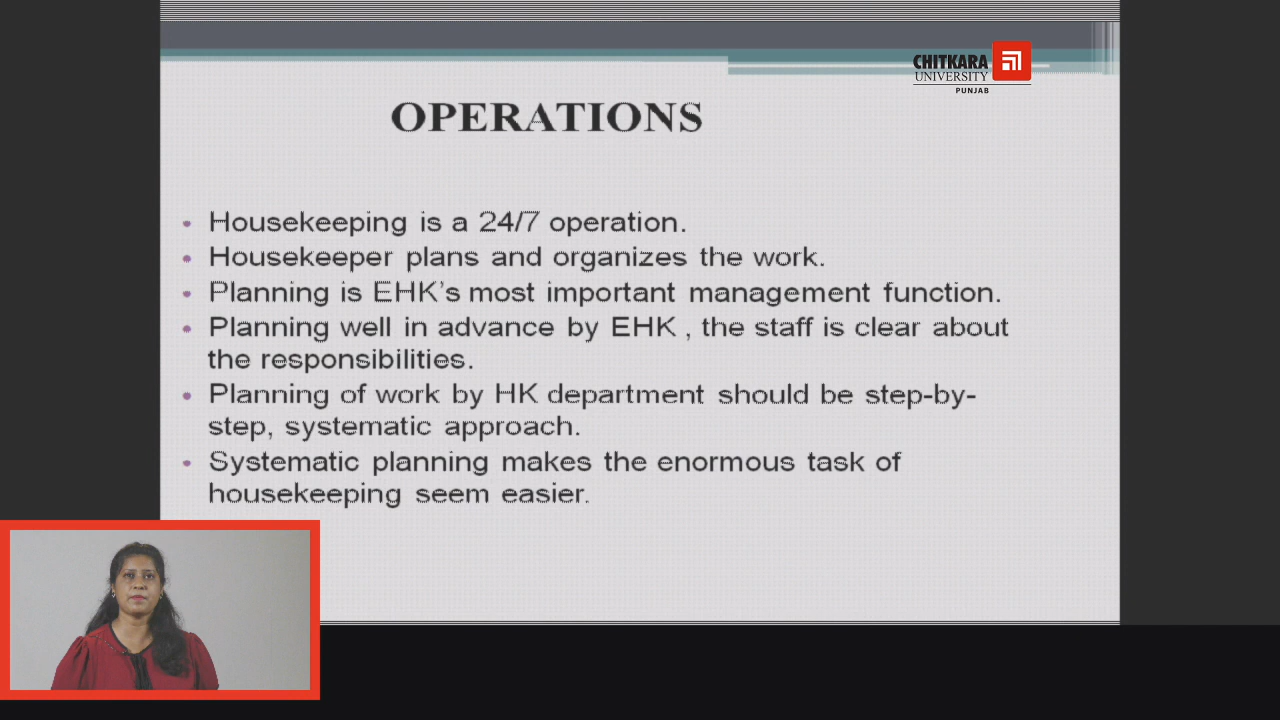 CHITKARA
UNIVERSITY
PUNJAB
OPERATIONS
• Housekeeping is a 24/7 operation.
• Housekeeper plans and organizes the work.
• Planning is EHK's most important management function.
• Planning well in advance by EHK , the staff is clear about
the responsibilities.
• Planning of work by HK department should be step-by-
step, systematic approach.
• Systematic planning makes the enormous task of
housekeeping seem easier.